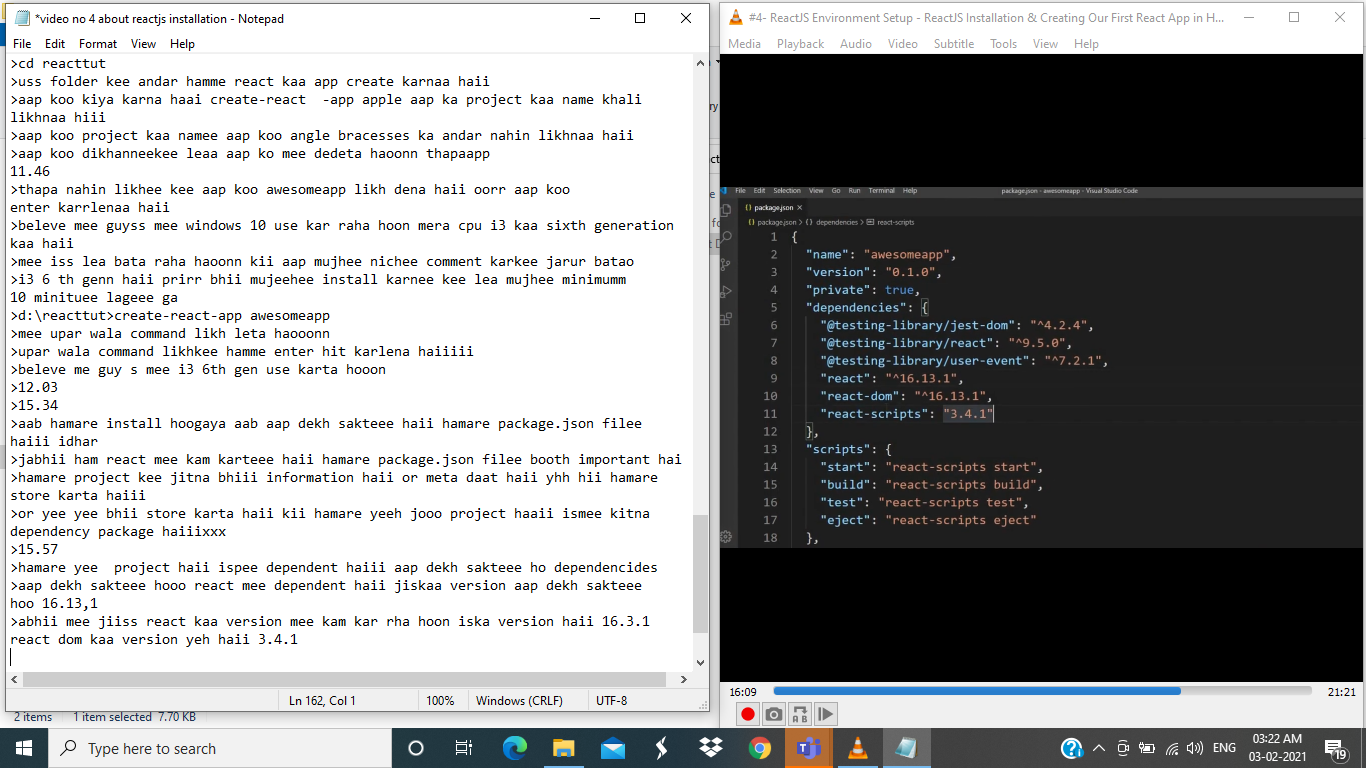 *video no 4 about reactjs installation - Notepad
File Edit Format View Help
>cd reacttut
>uss folder kee andar hamme react kaa app create karnaa haii
>aap koo kiya karna haai create-react  -app apple aap ka project kaa name khali
likhnaa hiii
>aap koo project kaa namee aap koo angle bracesses ka andar nahin likhnaa haii
>aap koo dikhanneekee leaa aap ko mee dedeta haoonn thapaapp
11.46
>thapa nahin likhee kee aap koo awesomeapp likh dena haii oorr aap koo
enter karrlenaa haii
>beleve mee guyss mee windows 10 use kar raha hoon mera cpu i3 kaa sixth generation
kaa haii
>mee iss lea bata raha haoonn kii aap mujhee nichee comment karkee jarur batao
>i3 6 th genn haii prirr bhii mujeehee install karnee kee lea mujhee minimumm
10 minituee lageee ga
>d:\reacttut>create-react-app awesomeapp
>mee upar wala command likh leta haooonn
>upar wala command likhkee hamme enter hit karlena haiiiii
>beleve me guy s mee i3 6th gen use karta hooon
>12.03
>15.34
>aab hamare install hoogaya aab aap dekh sakteee haii hamare package.json filee
haiii idhar
>jabhii ham react mee kam karteee haii hamare package.json filee booth important hai
>hamare project kee jitna bhiii information haii or meta daat haii yhh hii hamare
store karta haiii
>or yee yee bhii store karta haii kii hamare yeeh jooo project haaii ismee kitna
dependency package haiiixxx
>15.57
>hamare yee  project haii ispee dependent haiii aap dekh sakteee ho dependencides
>aap dekh sakteee hooo react mee dependent haii jiskaa version aap dekh sakteee
hoo 16.13,1
>abhii mee jiiss react kaa version mee kam kar rha hoon iska version haii 16.3.1
react dom kaa version yeh haii 3.4.1
Ln 162, Col 1 100% Windows (CRLF) UTF-8
2 items 1 item selected 7.70 KB
#4- ReactJS Environment Setup - ReactJS Installation & Creating Our First React App in H...
Media Playback Audio Video Subtitle Tools View Help
File Edit Selection View Go Run Terminal Help package.json - awesomeapp - Visual Studio Code
{} package.json ×
{} package.json > {} dependencies > react-scripts
1 {
2 "name": "awesomeapp",
3 "version": "0.1.0",
4 "private": true,
5 "dependencies": {
6 "@testing-library/jest-dom": "^4.2.4",
7 "@testing-library/react": "^9.5.0",
8 "@testing-library/user-event": "^7.2.1",
9 "react": "^16.13.1",
10 "react-dom": "^16.13.1",
11 "react-scripts": "3.4.1"
12 },
13 "scripts": {
14 "start": "react-scripts start",
15 "build": "react-scripts build",
16 "test": "react-scripts test",
17 "eject": "react-scripts eject"
18 },
16:09 21:21
Type here to search
ENG
03:22 AM
03-02-2021
19